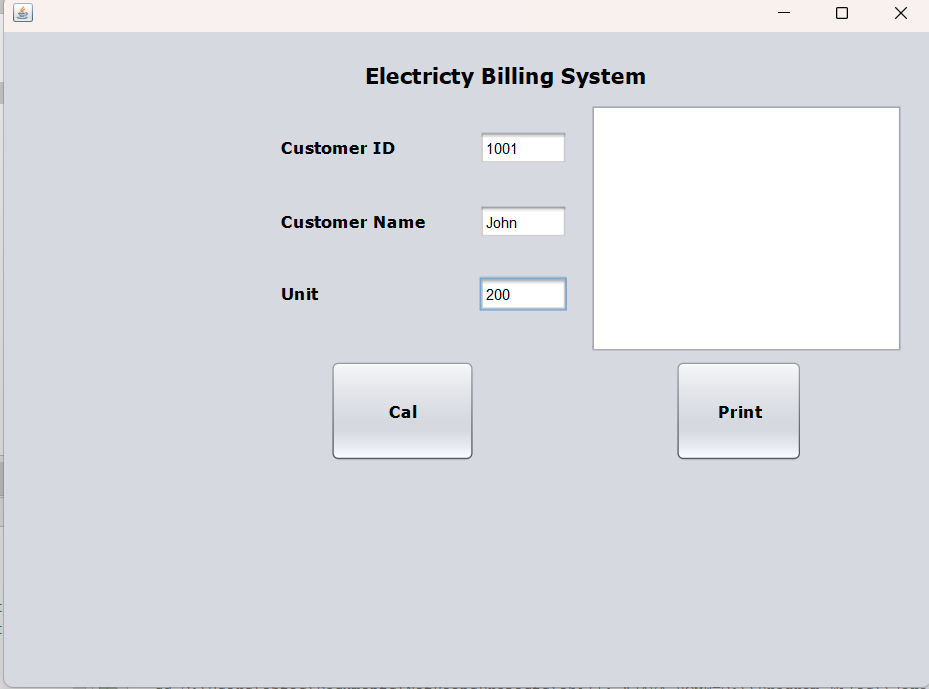 Electricty Billing System
Customer ID 1001
Customer Name John
Unit 200
Cal Print